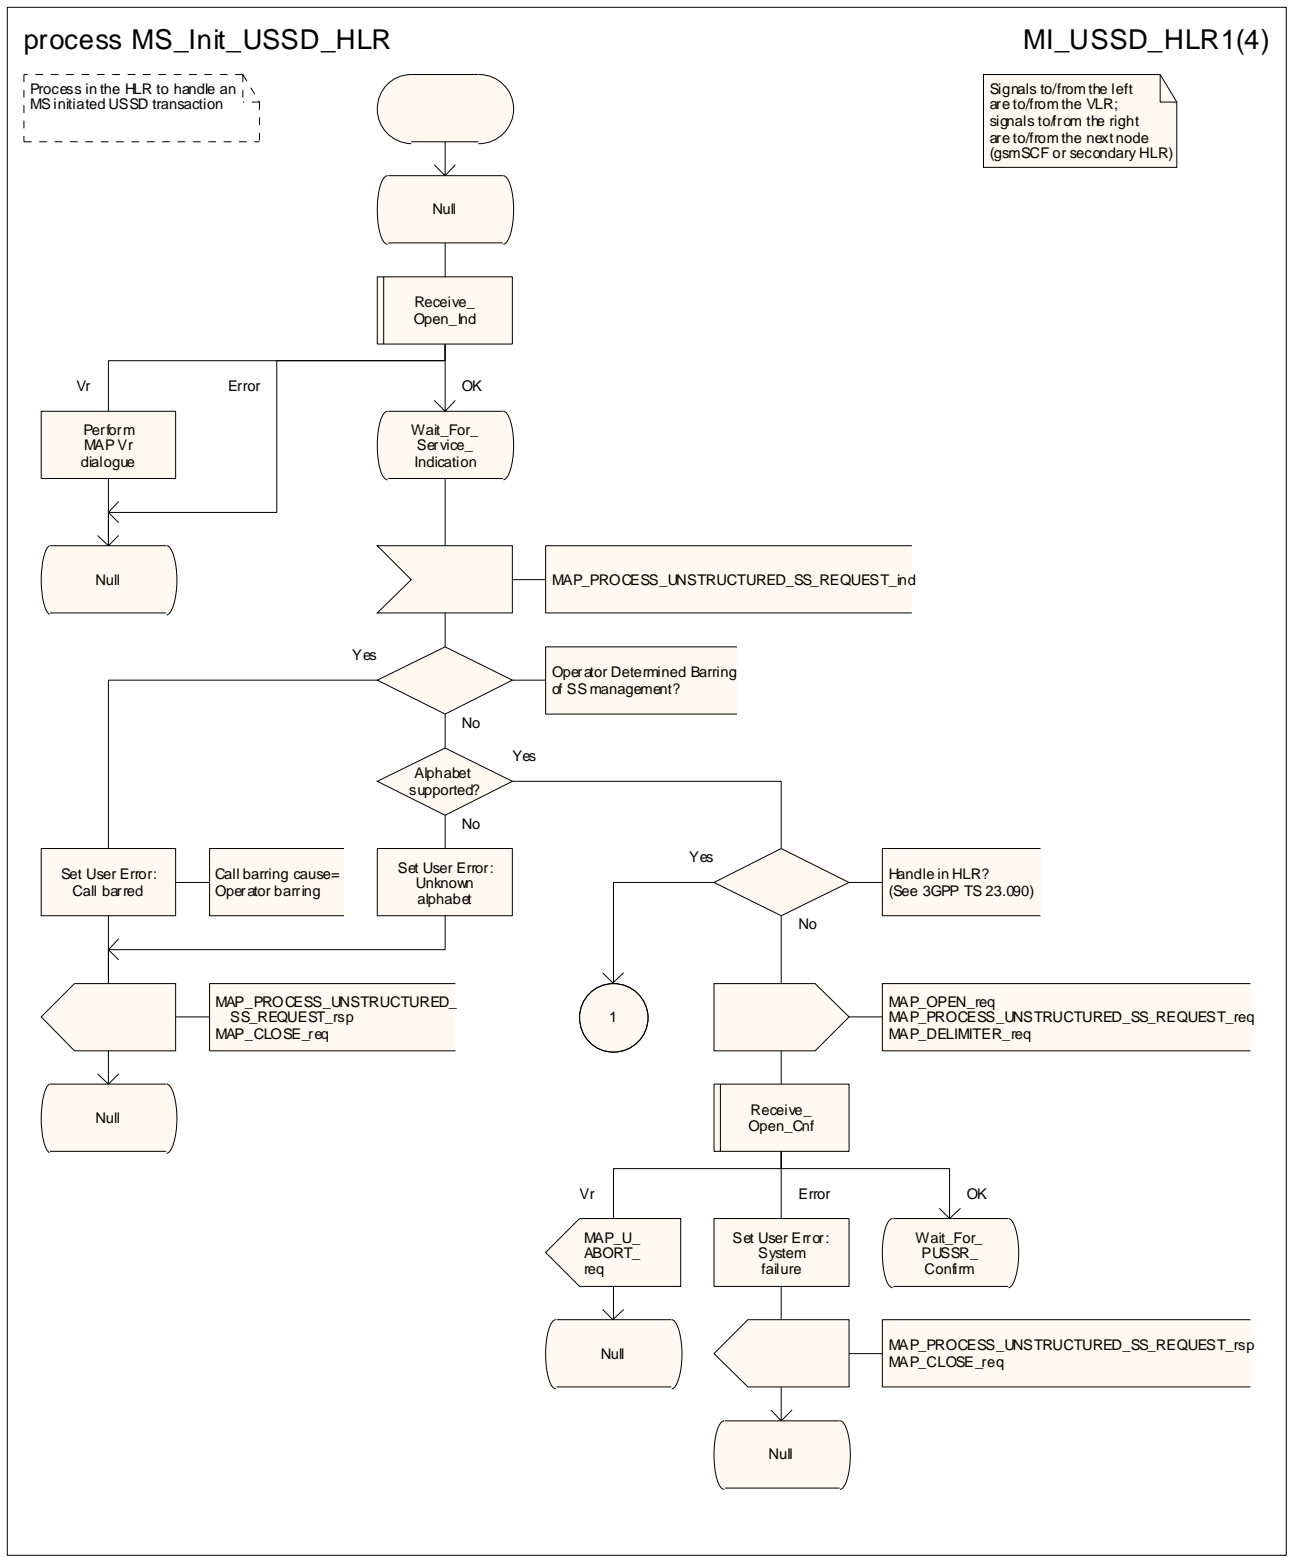 process MS_Init_USSD_HLR
MI_USSD_HLR1(4)
Process in the HLR to handle an
MS initiated USSD transaction
Signals to/from the left
are to/from the VLR;
signals to/from the right
are to/from the next node
(gsmSCF or secondary HLR)
Null
Receive_
Open_Ind
Vr
Error
OK
Perform
MAP Vr
dialogue
Wait_For_
Service_
Indication
Null
MAP_PROCESS_UNSTRUCTURED_SS_REQUEST_ind
Yes
Operator Determined Barring
of SS management?
No
Alphabet
supported?
Yes
No
Set User Error:
Call barred
Call barring cause=
Operator barring
Set User Error:
Unknown
alphabet
Yes
Handle in HLR?
(See 3GPP TS 23.090)
No
MAP_PROCESS_UNSTRUCTURED_
SS_REQUEST_rsp
MAP_CLOSE_req
1
MAP_OPEN_req
MAP_PROCESS_UNSTRUCTURED_SS_REQUEST_req
MAP_DELIMITER_req
Null
Receive_
Open_Cnf
Vr
Error
OK
MAP_U_
ABORT_
req
Set User Error:
System
failure
Wait_For_
PUSSR_
Confirm
Null
MAP_PROCESS_UNSTRUCTURED_SS_REQUEST_rsp
MAP_CLOSE_req
Null